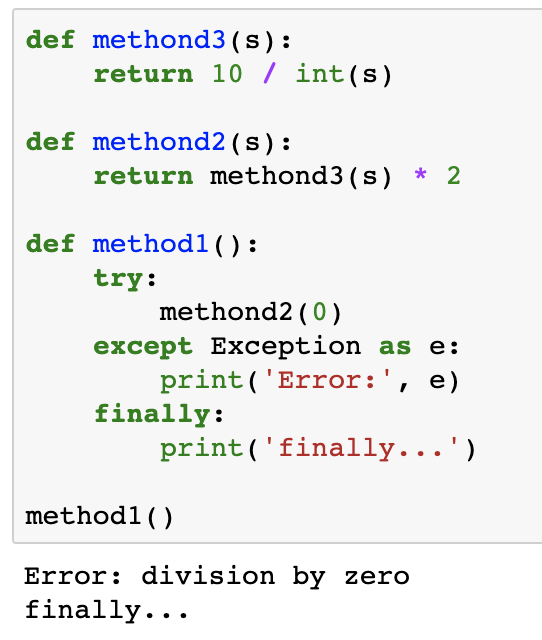 def methond3(s):
    return 10 / int(s)

def methond2(s):
    return methond3(s) * 2

def method1():
    try:
        methond2(0)
    except Exception as e:
        print('Error:', e)
    finally:
        print('finally...')

method1()
Error: division by zero
finally...